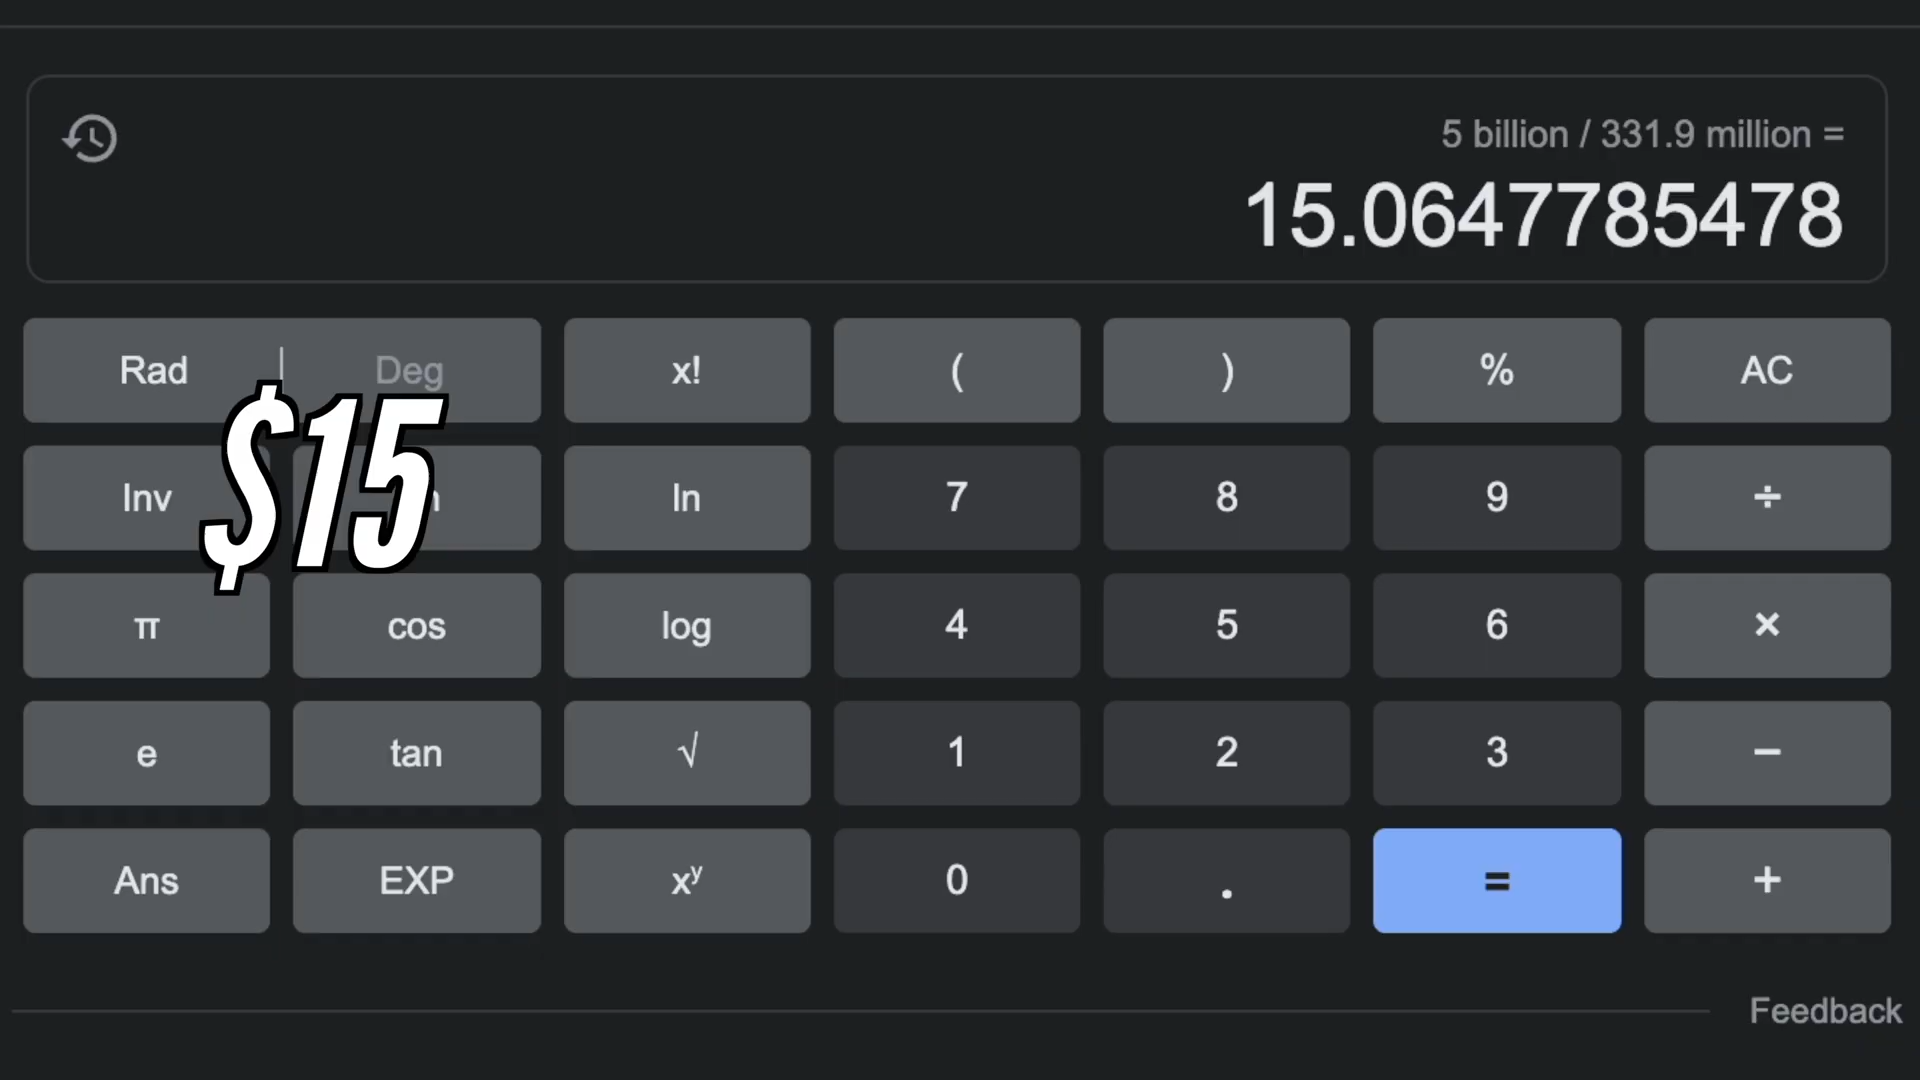 5 billion / 331.9 million =
15.0647785478
Rad | Deg x! ( ) % AC
$15
Inv ln 7 8 9 ÷
π cos log 4 5 6 ×
e tan √ 1 2 3 −
Ans EXP xʸ 0 . = +
Feedback